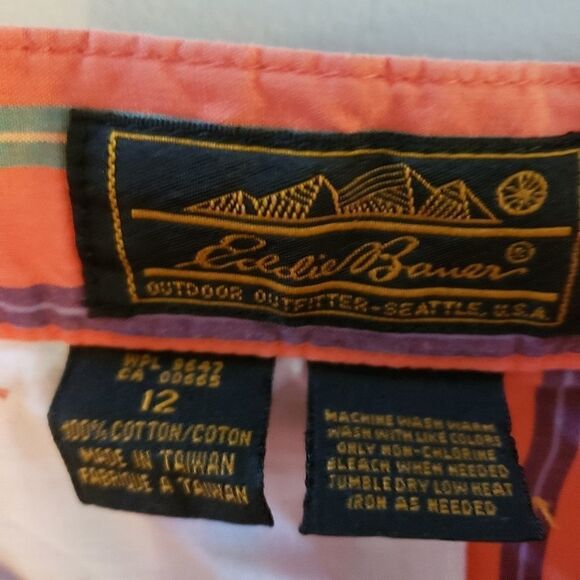 Eddie Bauer®
OUTDOOR OUTFITTER-SEATTLE, U.S.A.
WPL 8647
CA 00665
12
100% COTTON/COTON
MADE IN TAIWAN
FABRIQUE A TAIWAN
MACHINE WASH WARM
WASH WITH LIKE COLORS
ONLY NON-CHLORINE
BLEACH WHEN NEEDED
TUMBLE DRY LOW HEAT
IRON AS NEEDED